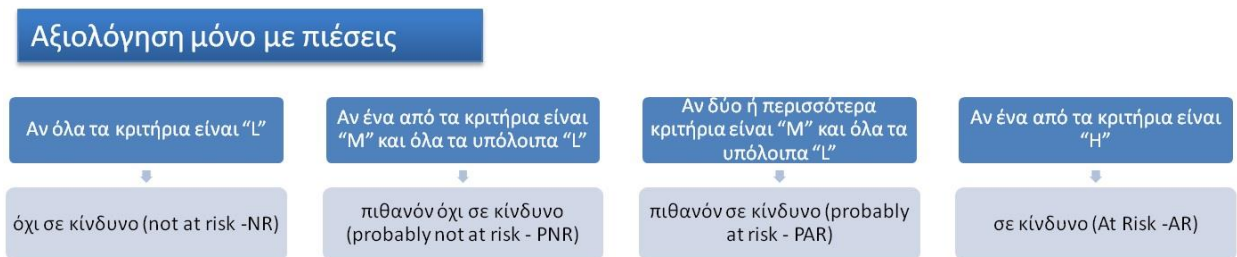 Αξιολόγηση μόνο με πιέσεις
Αν όλα τα κριτήρια είναι “L”
όχι σε κίνδυνο (not at risk -NR)
Αν ένα από τα κριτήρια είναι
“M” και όλα τα υπόλοιπα “L”
πιθανόν όχι σε κίνδυνο
(probably not at risk - PNR)
Αν δύο ή περισσότερα
κριτήρια είναι “M” και όλα τα
υπόλοιπα “L”
πιθανόν σε κίνδυνο (probably
at risk - PAR)
Αν ένα από τα κριτήρια είναι
“H”
σε κίνδυνο (At Risk -AR)